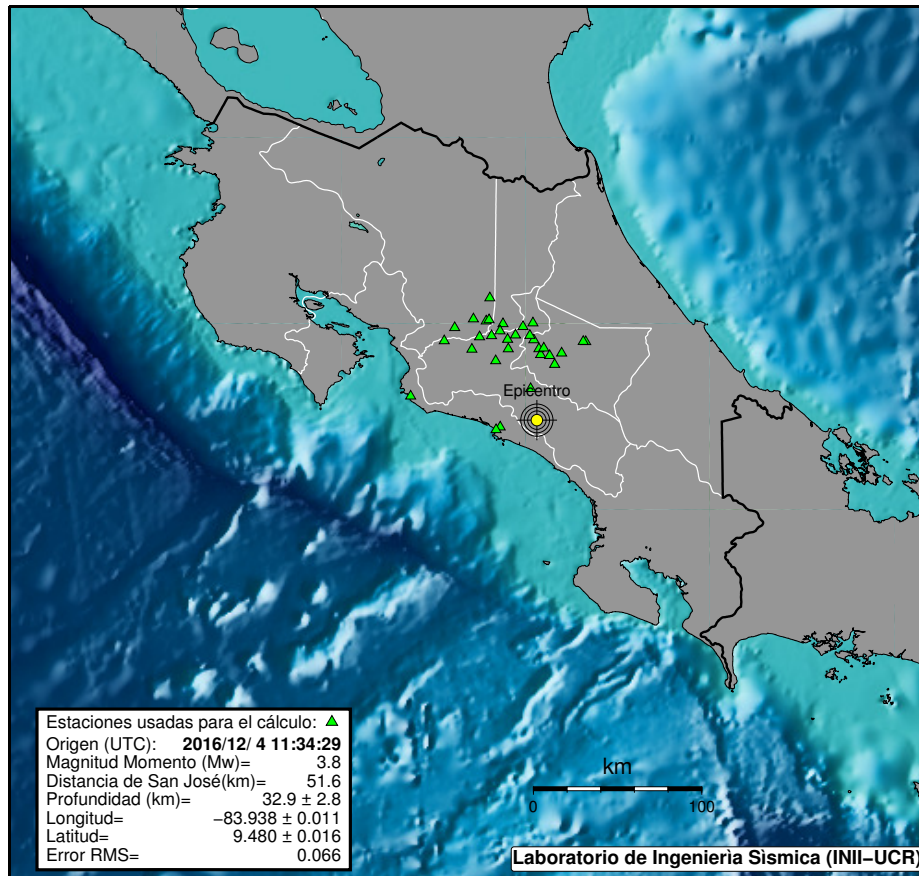 Epicentro
km
0 100
Estaciones usadas para el cálculo:
Origen (UTC): 2016/12/ 4 11:34:29
Magnitud Momento (Mw)= 3.8
Distancia de San José(km)= 51.6
Profundidad (km)= 32.9 ± 2.8
Longitud= −83.938 ± 0.011
Latitud= 9.480 ± 0.016
Error RMS= 0.066
Laboratorio de Ingenierìa Sìsmica (INII−UCR)